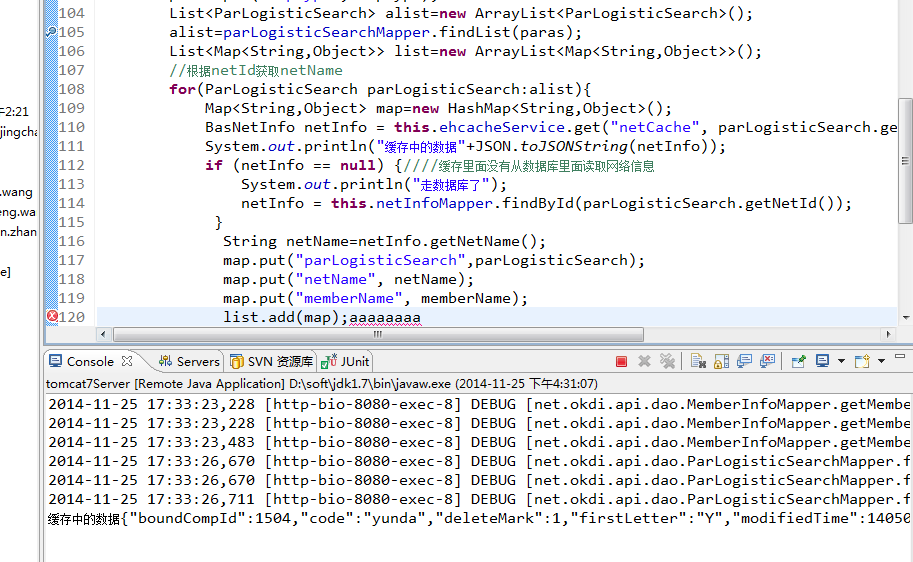 104 List<ParLogisticSearch> alist=new ArrayList<ParLogisticSearch>();
105 alist=parLogisticSearchMapper.findList(paras);
106 List<Map<String,Object>> list=new ArrayList<Map<String,Object>>();
107 //根据netId获取netName
108 for(ParLogisticSearch parLogisticSearch:alist){
109 Map<String,Object> map=new HashMap<String,Object>();
=2:21
110 BasNetInfo netInfo = this.ehcacheService.get("netCache", parLogisticSearch.ge
jingcha
111 System.out.println("缓存中的数据"+JSON.toJSONString(netInfo));
112 if (netInfo == null) {////缓存里面没有从数据库里面读取网络信息
113 System.out.println("走数据库了");
.wang
114 netInfo = this.netInfoMapper.findById(parLogisticSearch.getNetId());
eng.wa
115 }
n.zhan
116 String netName=netInfo.getNetName();
117 map.put("parLogisticSearch",parLogisticSearch);
e]
118 map.put("netName", netName);
119 map.put("memberName", memberName);
120 list.add(map);aaaaaaaa
Console Servers SVN 资源库 JUnit
tomcat7Server [Remote Java Application] D:\soft\jdk1.7\bin\javaw.exe (2014-11-25 下午4:31:07)
2014-11-25 17:33:23,228 [http-bio-8080-exec-8] DEBUG [net.okdi.api.dao.MemberInfoMapper.getMembe
2014-11-25 17:33:23,228 [http-bio-8080-exec-8] DEBUG [net.okdi.api.dao.MemberInfoMapper.getMembe
2014-11-25 17:33:23,483 [http-bio-8080-exec-8] DEBUG [net.okdi.api.dao.MemberInfoMapper.getMembe
2014-11-25 17:33:26,670 [http-bio-8080-exec-8] DEBUG [net.okdi.api.dao.ParLogisticSearchMapper.f
2014-11-25 17:33:26,670 [http-bio-8080-exec-8] DEBUG [net.okdi.api.dao.ParLogisticSearchMapper.f
2014-11-25 17:33:26,711 [http-bio-8080-exec-8] DEBUG [net.okdi.api.dao.ParLogisticSearchMapper.f
缓存中的数据{"boundCompId":1504,"code":"yunda","deleteMark":1,"firstLetter":"Y","modifiedTime":14050